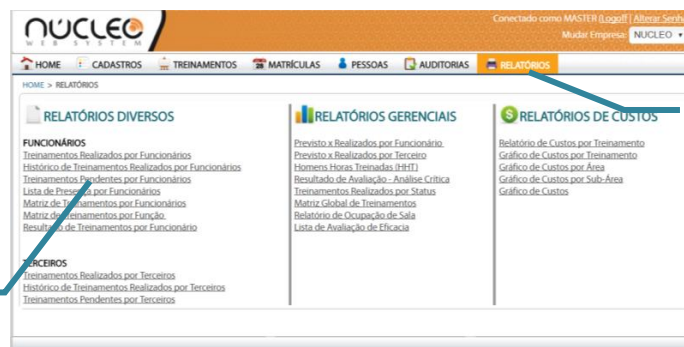 NÚCLEO
WEB SYSTEM
Conectado como MASTER (Logoff | Alterar Senha
Mudar Empresa: NUCLEO
HOME CADASTROS TREINAMENTOS MATRÍCULAS PESSOAS AUDITORIAS RELATÓRIOS
HOME > RELATÓRIOS
RELATÓRIOS DIVERSOS
FUNCIONÁRIOS
Treinamentos Realizados por Funcionários
Histórico de Treinamentos Realizados por Funcionários
Treinamentos Pendentes por Funcionários
Lista de Presença por Funcionários
Matriz de Treinamentos por Funcionários
Matriz de Treinamentos por Função
Resultado de Treinamentos por Funcionário
TERCEIROS
Treinamentos Realizados por Terceiros
Histórico de Treinamentos Realizados por Terceiros
Treinamentos Pendentes por Terceiros
RELATÓRIOS GERENCIAIS
Previsto x Realizados por Funcionário
Previsto x Realizados por Terceiro
Homens Horas Treinadas (HHT)
Resultado de Avaliação - Análise Crítica
Treinamentos Realizados por Status
Matriz Global de Treinamentos
Relatório de Ocupação de Sala
Lista de Avaliação de Eficacia
RELATÓRIOS DE CUSTOS
Relatório de Custos por Treinamento
Gráfico de Custos por Treinamento
Gráfico de Custos por Área
Gráfico de Custos por Sub-Área
Gráfico de Custos